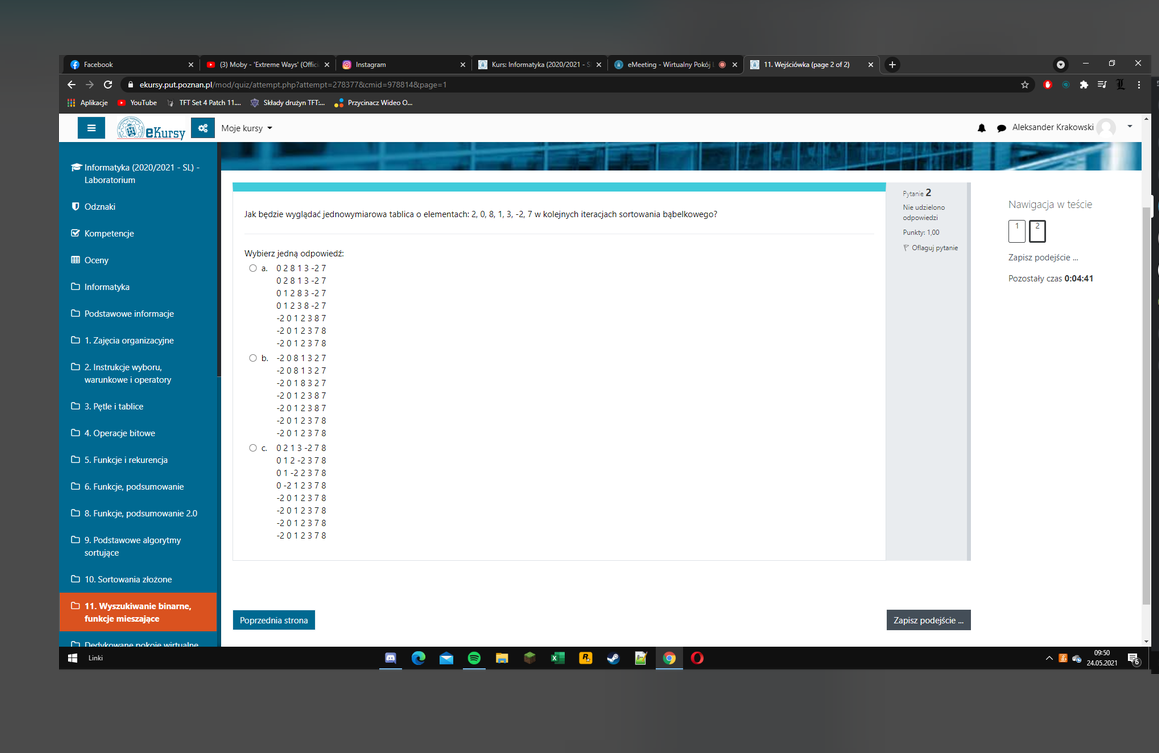 Facebook
(3) Moby - 'Extreme Ways' (Offici
Instagram
Kurs: Informatyka (2020/2021 - S
eMeeting - Wirtualny Pokój
11. Wejściówka (page 2 of 2)
ekursy.put.poznan.pl/mod/quiz/attempt.php?attempt=278377&cmid=978814&page=1
Aplikacje
YouTube
TFT Set 4 Patch 11....
Składy drużyn TFT:...
Przycinacz Wideo O...
eKursy
Moje kursy
Aleksander Krakowski
Informatyka (2020/2021 - SL) -
Laboratorium
Odznaki
Kompetencje
Oceny
Informatyka
Podstawowe informacje
1. Zajęcia organizacyjne
2. Instrukcje wyboru,
warunkowe i operatory
3. Pętle i tablice
4. Operacje bitowe
5. Funkcje i rekurencja
6. Funkcje, podsumowanie
8. Funkcje, podsumowanie 2.0
9. Podstawowe algorytmy
sortujące
10. Sortowania złożone
11. Wyszukiwanie binarne,
funkcje mieszające
Dedykowane pokoje wirtualne
Jak będzie wyglądać jednowymiarowa tablica o elementach: 2, 0, 8, 1, 3, -2, 7 w kolejnych iteracjach sortowania bąbelkowego?
Wybierz jedną odpowiedź:
a. 0 2 8 1 3 -2 7
0 2 8 1 3 -2 7
0 1 2 8 3 -2 7
0 1 2 3 8 -2 7
-2 0 1 2 3 8 7
-2 0 1 2 3 7 8
-2 0 1 2 3 7 8
b. -2 0 8 1 3 2 7
-2 0 8 1 3 2 7
-2 0 1 8 3 2 7
-2 0 1 2 3 8 7
-2 0 1 2 3 8 7
-2 0 1 2 3 7 8
-2 0 1 2 3 7 8
c. 0 2 1 3 -2 7 8
0 1 2 -2 3 7 8
0 1 -2 2 3 7 8
0 -2 1 2 3 7 8
-2 0 1 2 3 7 8
-2 0 1 2 3 7 8
-2 0 1 2 3 7 8
-2 0 1 2 3 7 8
Pytanie 2
Nie udzielono
odpowiedzi
Punkty: 1,00
Oflaguj pytanie
Nawigacja w teście
1
2
Zapisz podejście ...
Pozostały czas 0:04:41
Poprzednia strona
Zapisz podejście ...
Linki
09:50
24.05.2021
6